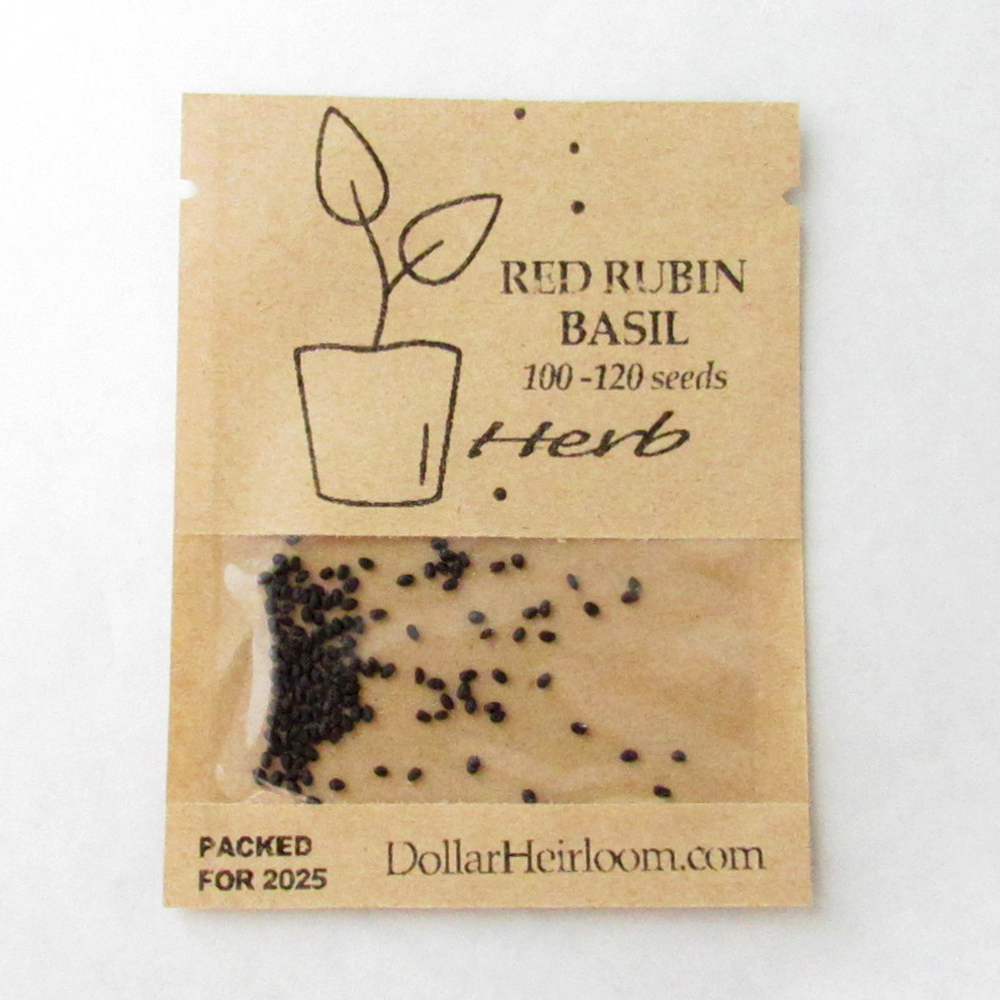 RED RUBIN
BASIL
100 -120 seeds
Herb
PACKED
FOR 2025
DollarHeirloom.com